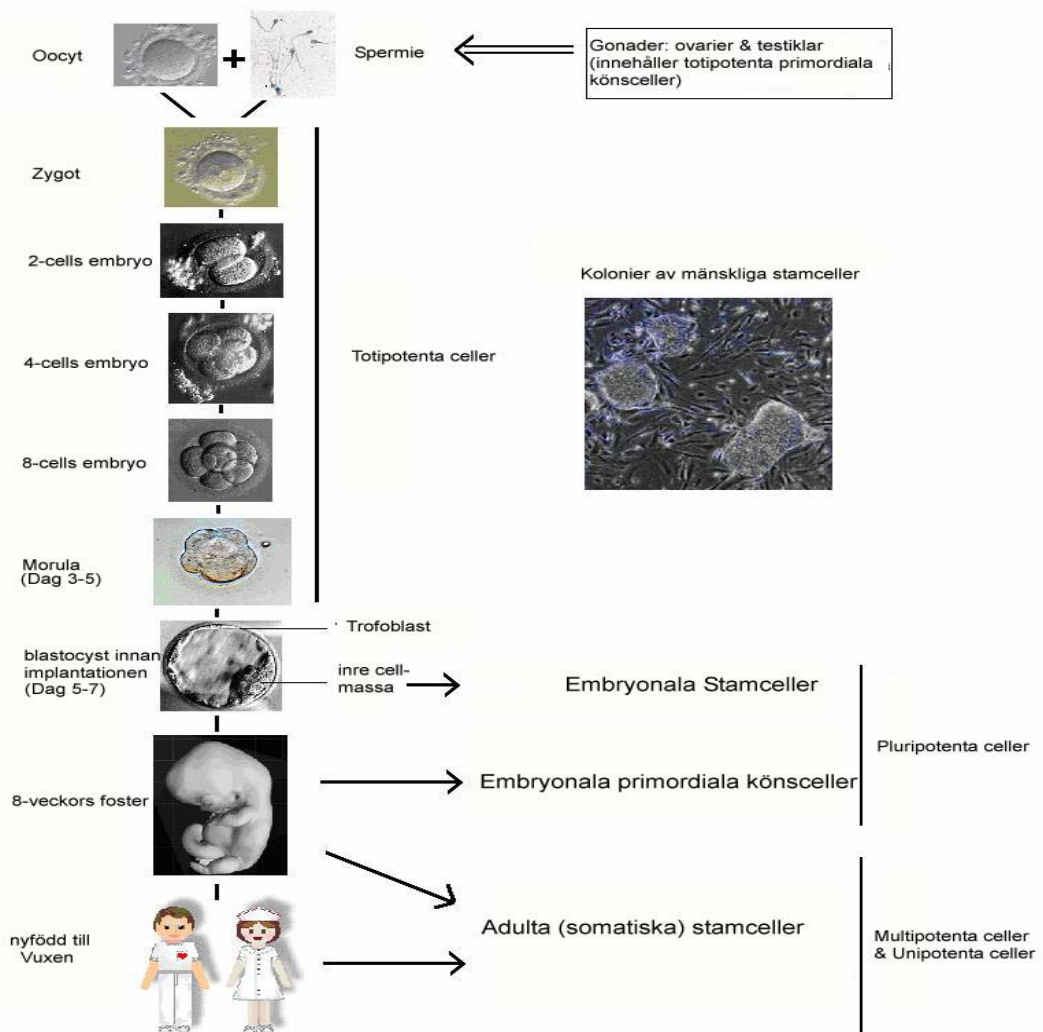 Oocyt
Spermie
Gonader: ovarier & testiklar
(innehåller totipotenta primordiala
könsceller)
Zygot
2-cells embryo
Kolonier av mänskliga stamceller
4-cells embryo
Totipotenta celler
8-cells embryo
Morula
(Dag 3-5)
Trofoblast
blastocyst innan
implantationen
(Dag 5-7)
inre cell-
massa
Embryonala Stamceller
Pluripotenta celler
Embryonala primordiala könsceller
8-veckors foster
Adulta (somatiska) stamceller
nyfödd till
Vuxen
Multipotenta celler
& Unipotenta celler